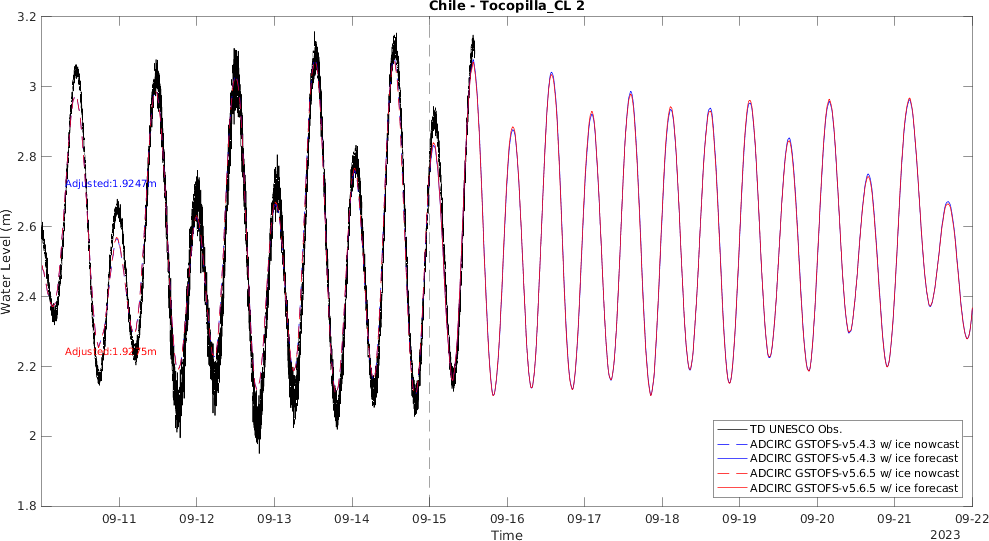 Chile - Tocopilla_CL 2
3.2
3
2.8
2.6
2.4
2.2
2
1.8
Water Level (m)
Adjusted:1.9247m
Adjusted:1.9275m
TD UNESCO Obs.
ADCIRC GSTOFS-v5.4.3 w/ ice nowcast
ADCIRC GSTOFS-v5.4.3 w/ ice forecast
ADCIRC GSTOFS-v5.6.5 w/ ice nowcast
ADCIRC GSTOFS-v5.6.5 w/ ice forecast
09-11 09-12 09-13 09-14 09-15 09-16 09-17 09-18 09-19 09-20 09-21 09-22
Time
2023